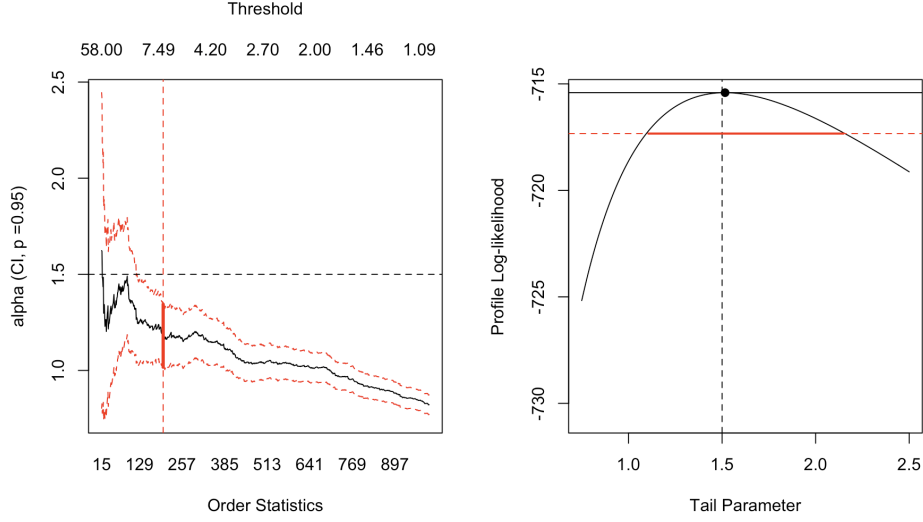 Threshold
58.00 7.49 4.20 2.70 2.00 1.46 1.09
alpha (CI, p =0.95)
2.5
2.0
1.5
1.0
15 129 257 385 513 641 769 897
Order Statistics
Profile Log-likelihood
-715
-720
-725
-730
1.0 1.5 2.0 2.5
Tail Parameter